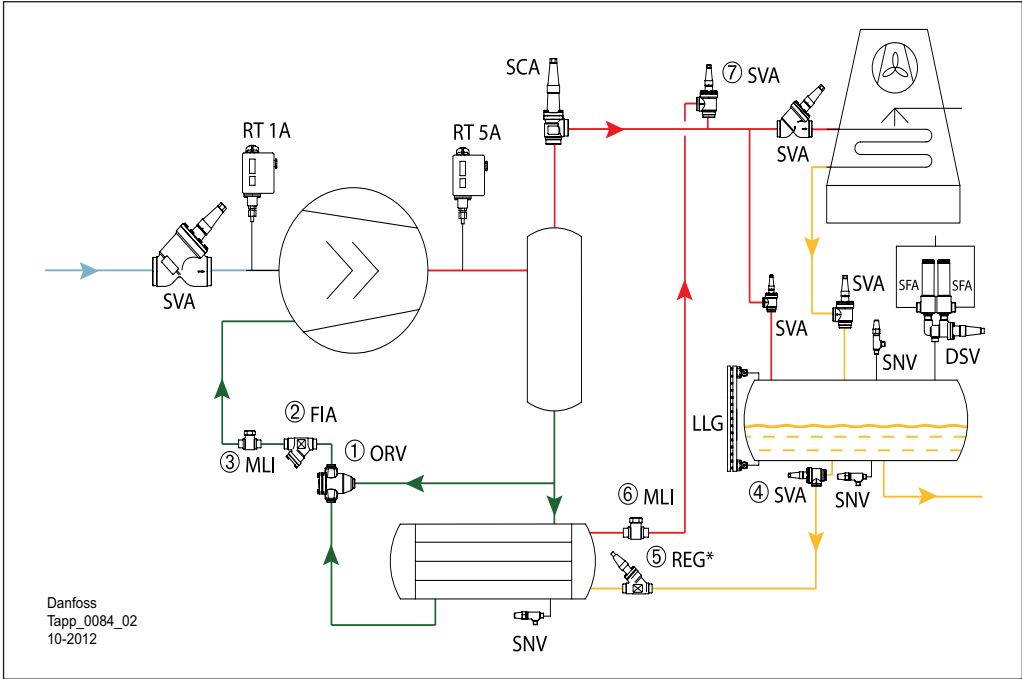 SCA
⑦ SVA
RT 1A
RT 5A
SVA
SVA
SFA
SFA
SVA
SVA
SNV
DSV
LLG
② FIA
① ORV
③ MLI
④ SVA
SNV
⑥ MLI
⑤ REG*
SNV
Danfoss
Tapp_0084_02
10-2012